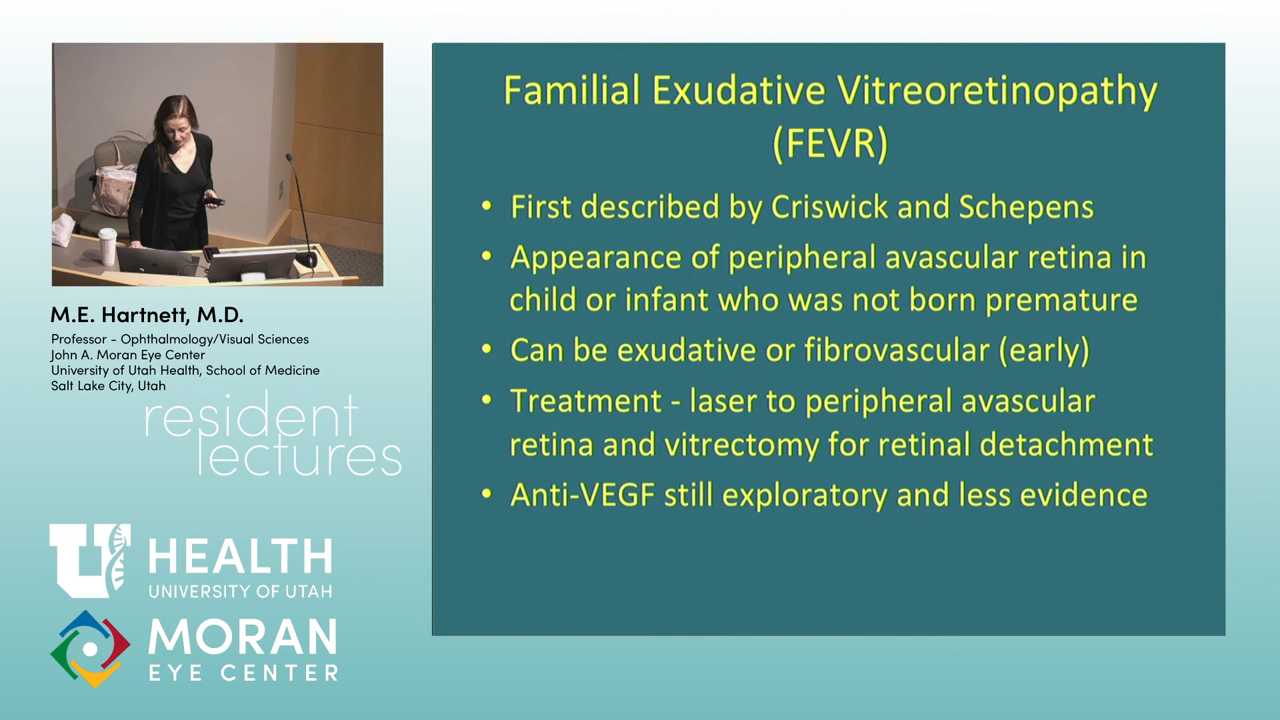 M.E. Hartnett, M.D.
Professor - Ophthalmology/Visual Sciences
John A. Moran Eye Center
University of Utah Health, School of Medicine
Salt Lake City, Utah
resident
lectures
U
HEALTH
UNIVERSITY OF UTAH
MORAN
EYE CENTER
Familial Exudative Vitreoretinopathy
(FEVR)
• First described by Criswick and Schepens
• Appearance of peripheral avascular retina in
child or infant who was not born premature
• Can be exudative or fibrovascular (early)
• Treatment - laser to peripheral avascular
retina and vitrectomy for retinal detachment
• Anti-VEGF still exploratory and less evidence